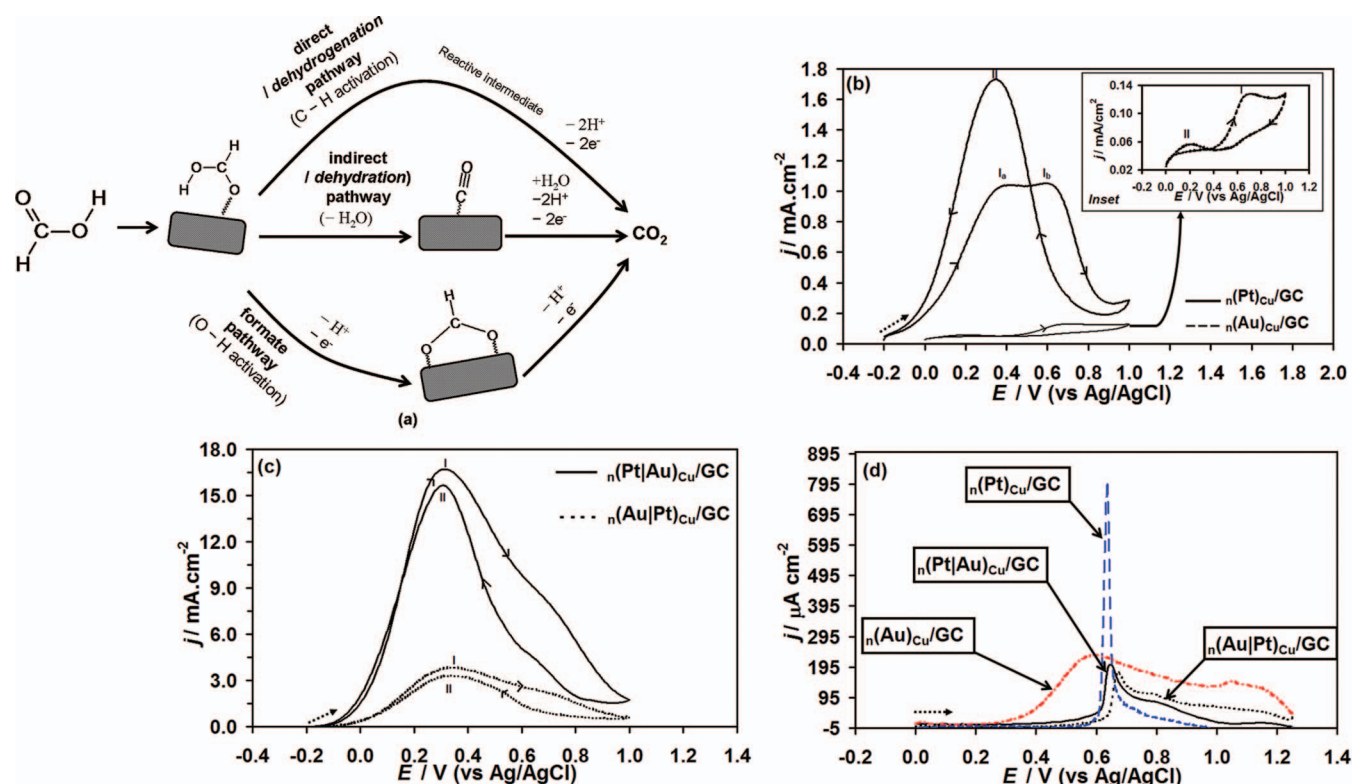 direct
/ dehydrogenation
pathway
(C – H activation)
Reactive intermediate
– 2H⁺
– 2e⁻
O
H
C
O
H
O
H
C
H
O
indirect
/ dehydration)
pathway
(– H₂O)
O
C
+H₂O
–2H⁺
– 2e⁻
CO₂
formate
pathway
(O – H activation)
– H⁺
– e⁻
H
C
O
O
– H⁺
– e⁻
(a)
(b)
j / mA.cm⁻²
1.8
1.6
1.4
1.2
1.0
0.8
0.6
0.4
0.2
0.0
II
Iₐ
I_b
-0.4
-0.2
0.0
0.2
0.4
0.6
0.8
1.0
1.2
1.4
1.6
1.8
2.0
E / V (vs Ag/AgCl)
j / mA/cm²
0.14
0.10
0.06
0.02
I
II
-0.2
0.0
0.2
0.4
0.6
0.8
1.0
1.2
E / V (vs Ag/AgCl)
Inset
n(Pt)Cu/GC
n(Au)Cu/GC
(c)
j / mA.cm⁻²
18.0
15.0
12.0
9.0
6.0
3.0
0.0
I
II
I
II
n(Pt|Au)Cu/GC
n(Au|Pt)Cu/GC
-0.4
-0.2
0.0
0.2
0.4
0.6
0.8
1.0
1.2
1.4
E / V (vs Ag/AgCl)
(d)
j / µA cm⁻²
895
795
695
595
495
395
295
195
95
-5
n(Pt)Cu/GC
n(Pt|Au)Cu/GC
n(Au)Cu/GC
n(Au|Pt)Cu/GC
-0.2
0.0
0.2
0.4
0.6
0.8
1.0
1.2
1.4
E / V (vs Ag/AgCl)